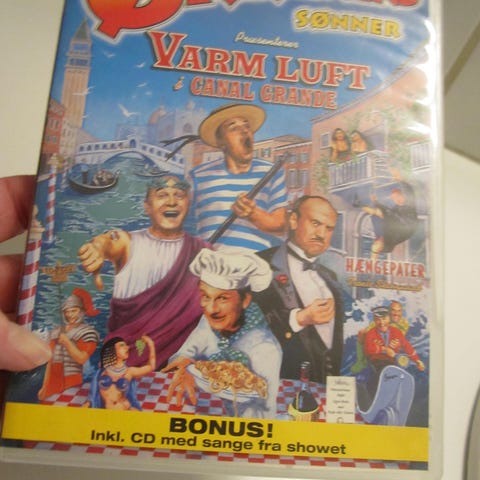 SØNNER
Præsenterer
VARM LUFT
i CANAL GRANDE
HÆNGEPATER
BONUS!
Inkl. CD med sange fra showet